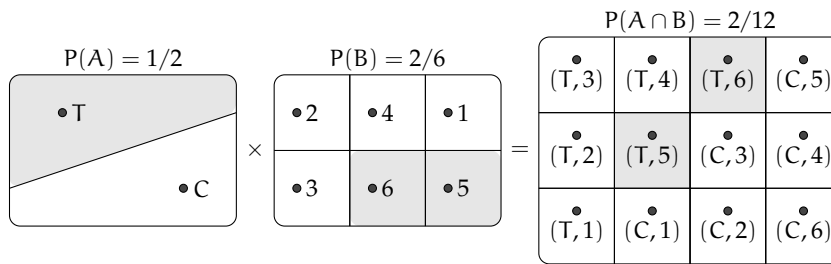 P(A) = 1/2
T
C
×
P(B) = 2/6
2 4 1
3 6 5
=
P(A ∩ B) = 2/12
(T, 3) (T, 4) (T, 6) (C, 5)
(T, 2) (T, 5) (C, 3) (C, 4)
(T, 1) (C, 1) (C, 2) (C, 6)